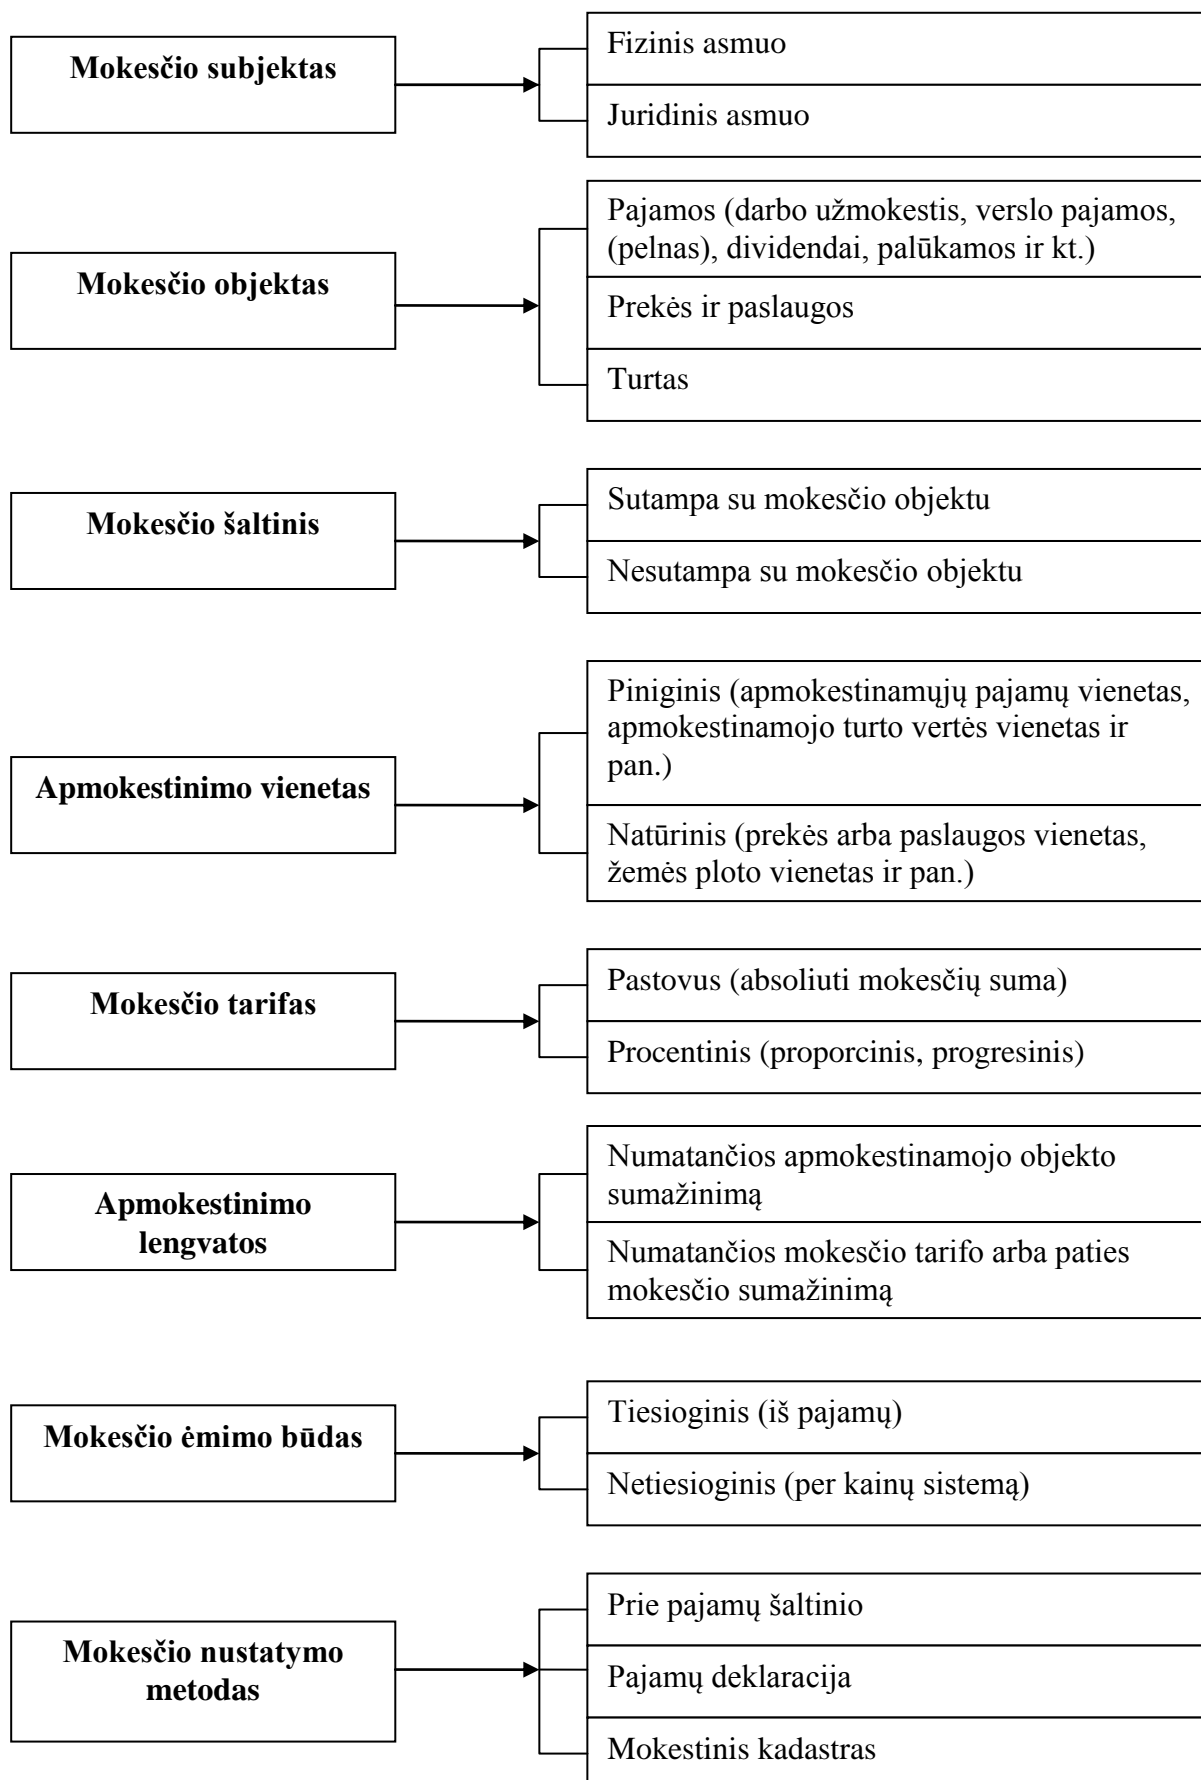 Mokesčio subjektas
Fizinis asmuo
Juridinis asmuo
Mokesčio objektas
Pajamos (darbo užmokestis, verslo pajamos,
(pelnas), dividendai, palūkamos ir kt.)
Prekės ir paslaugos
Turtas
Mokesčio šaltinis
Sutampa su mokesčio objektu
Nesutampa su mokesčio objektu
Apmokestinimo vienetas
Piniginis (apmokestinamųjų pajamų vienetas,
apmokestinamojo turto vertės vienetas ir
pan.)
Natūrinis (prekės arba paslaugos vienetas,
žemės ploto vienetas ir pan.)
Mokesčio tarifas
Pastovus (absoliuti mokesčių suma)
Procentinis (proporcinis, progresinis)
Apmokestinimo
lengvatos
Numatančios apmokestinamojo objekto
sumažinimą
Numatančios mokesčio tarifo arba paties
mokesčio sumažinimą
Mokesčio ėmimo būdas
Tiesioginis (iš pajamų)
Netiesioginis (per kainų sistemą)
Mokesčio nustatymo
metodas
Prie pajamų šaltinio
Pajamų deklaracija
Mokestinis kadastras